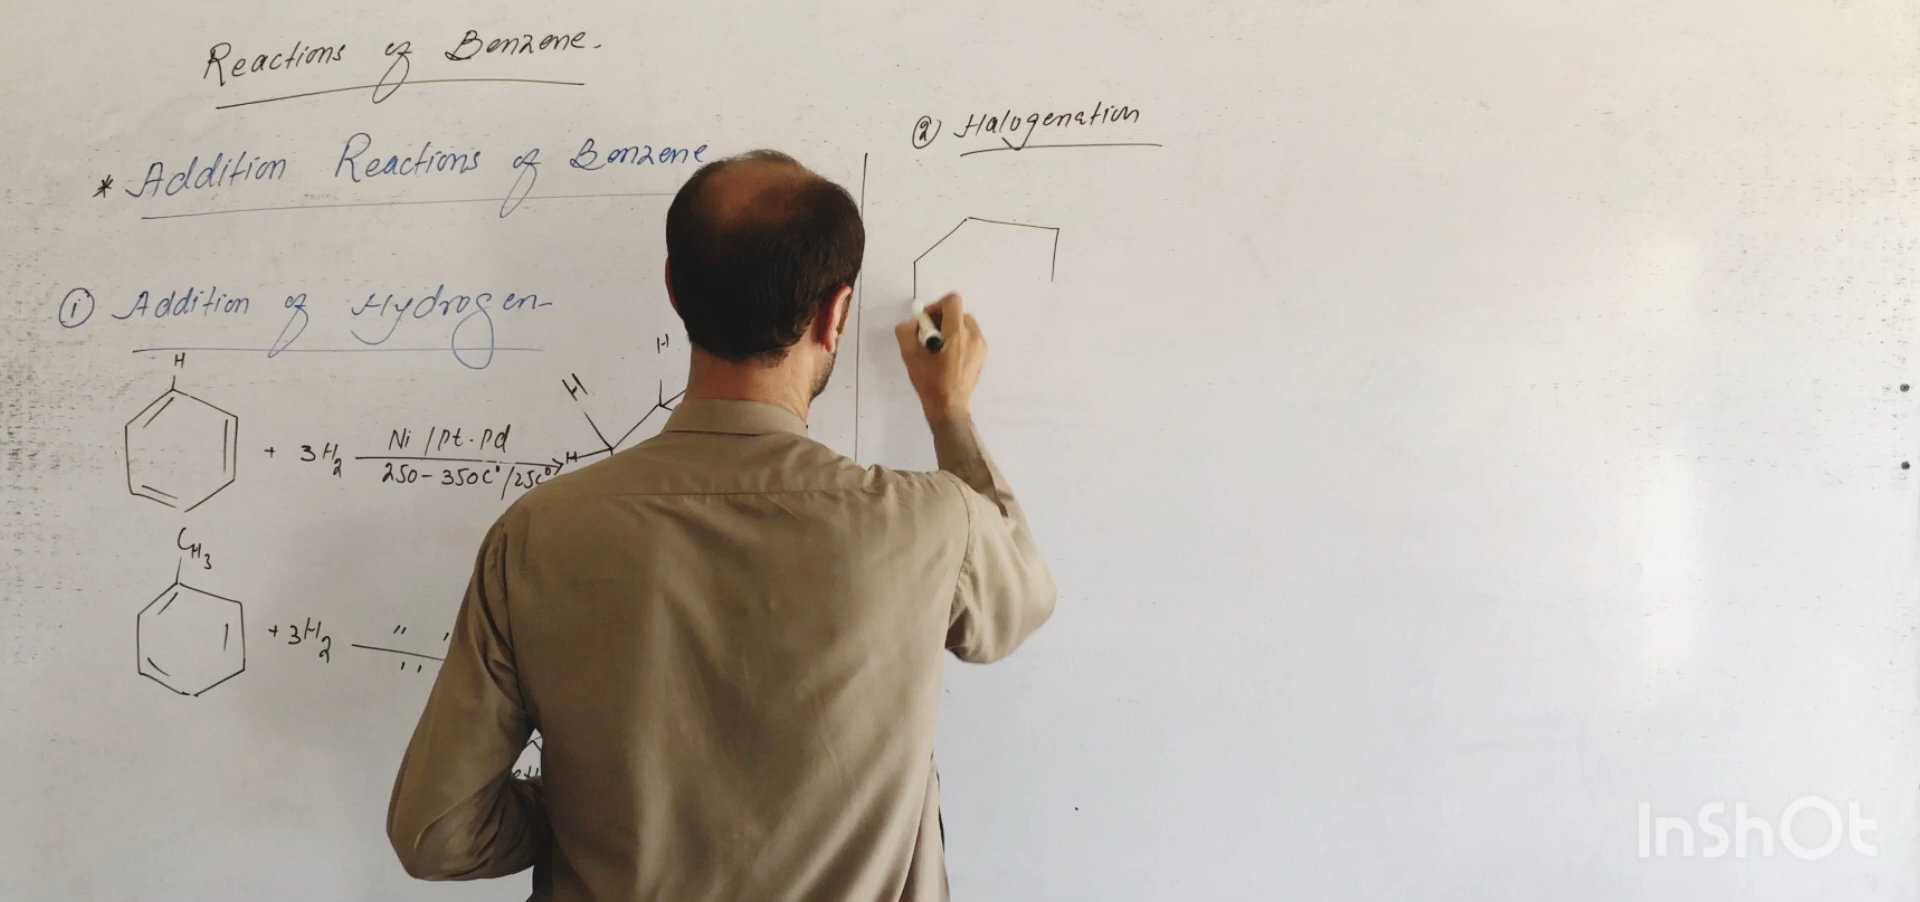 Reactions of Benzene.
* Addition Reactions of Benzene
① Addition of Hydrogen
H
+ 3H₂
Ni / Pt. Pd
250 – 350C° / 25C°
H
H
H
CH₃
+ 3H₂
" "
" "
② Halogenation
InShOt